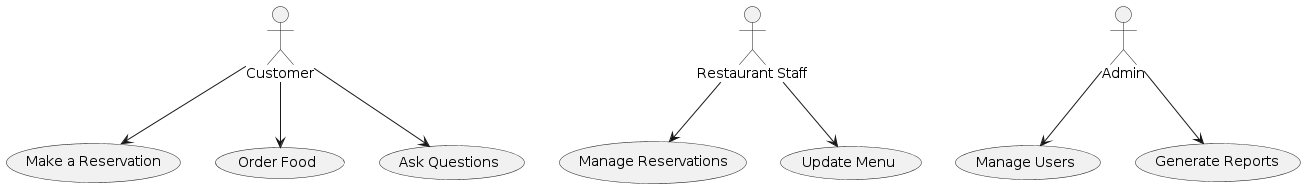 Customer
Restaurant Staff
Admin
Make a Reservation
Order Food
Ask Questions
Manage Reservations
Update Menu
Manage Users
Generate Reports